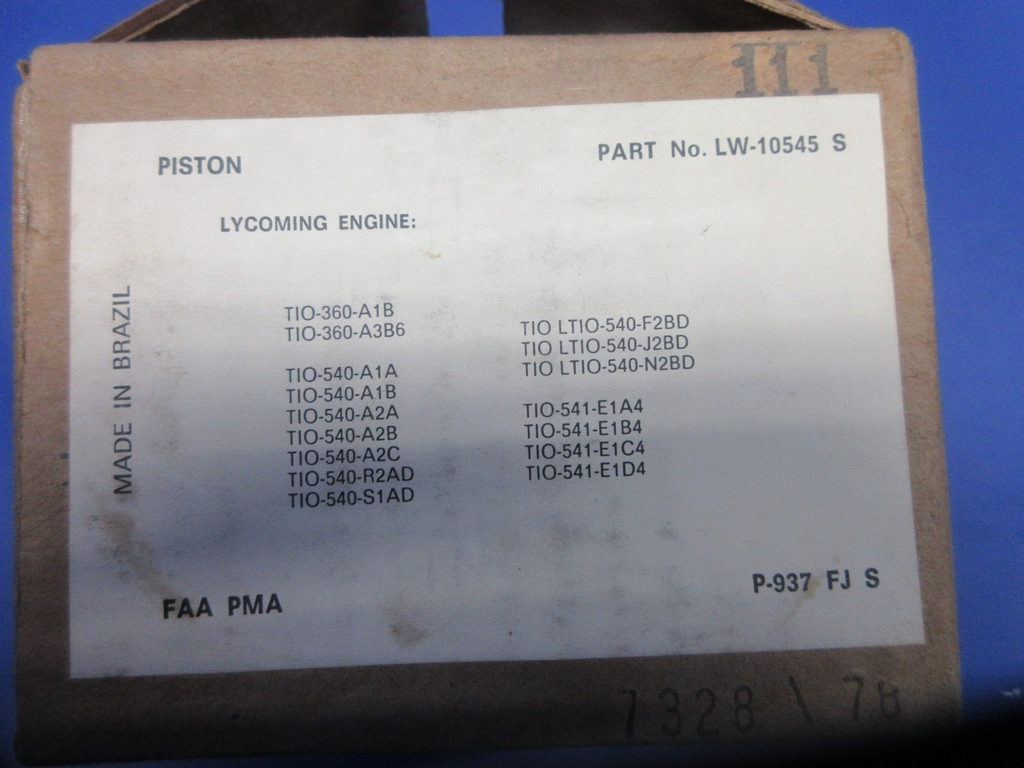 111
PISTON
PART No. LW-10545 S
LYCOMING ENGINE:
MADE IN BRAZIL
TIO-360-A1B
TIO-360-A3B6
TIO-540-A1A
TIO-540-A1B
TIO-540-A2A
TIO-540-A2B
TIO-540-A2C
TIO-540-R2AD
TIO-540-S1AD
TIO LTIO-540-F2BD
TIO LTIO-540-J2BD
TIO LTIO-540-N2BD
TIO-541-E1A4
TIO-541-E1B4
TIO-541-E1C4
TIO-541-E1D4
FAA PMA
P-937 FJ S
7328 \ 78